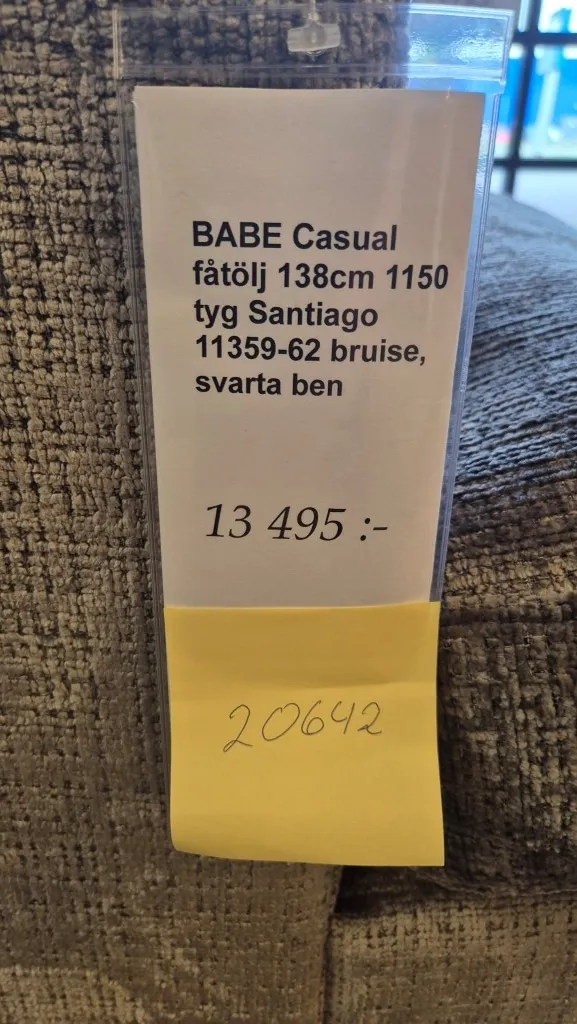 BABE Casual
fåtölj 138cm 1150
tyg Santiago
11359-62 bruise,
svarta ben
13 495 :-
20642